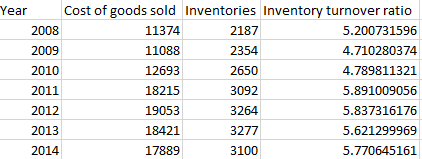 Year Cost of goods sold Inventories Inventory turnover ratio
2008 11374 2187 5.200731596
2009 11088 2354 4.710280374
2010 12693 2650 4.789811321
2011 18215 3092 5.891009056
2012 19053 3264 5.837316176
2013 18421 3277 5.621299969
2014 17889 3100 5.770645161